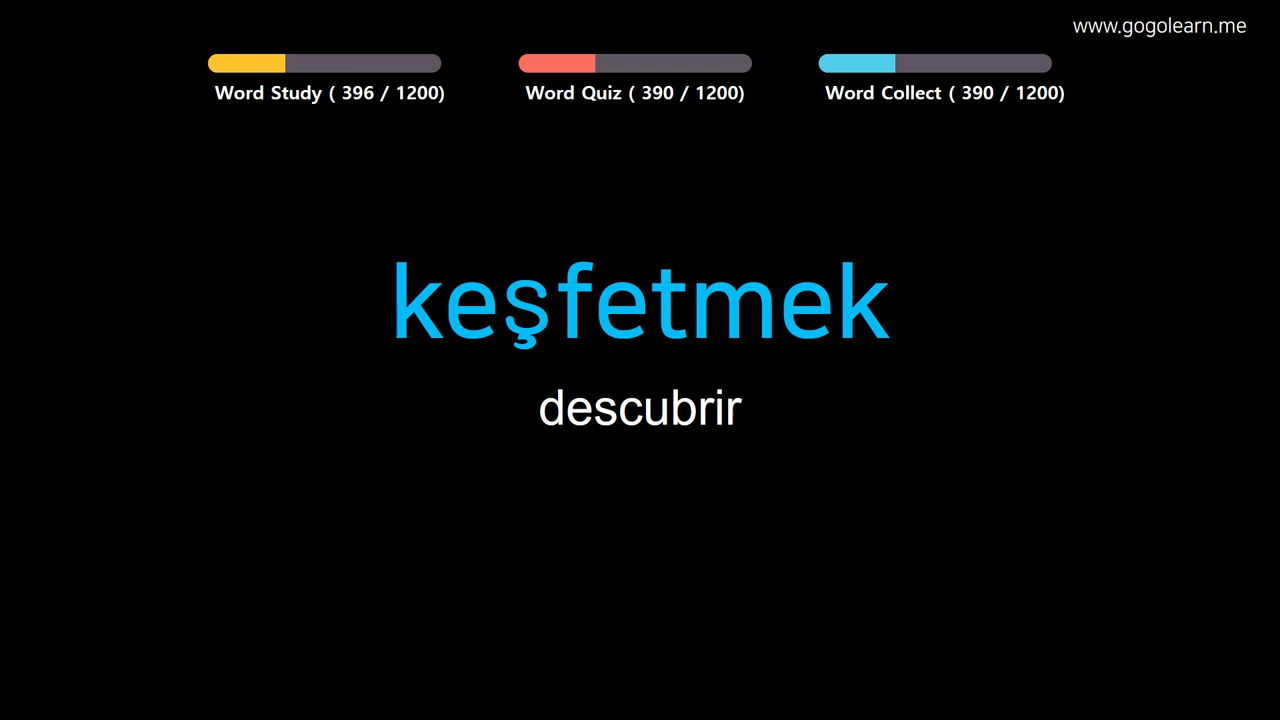 www.gogolearn.me
Word Study ( 396 / 1200)
Word Quiz ( 390 / 1200)
Word Collect ( 390 / 1200)
keşfetmek
descubrir